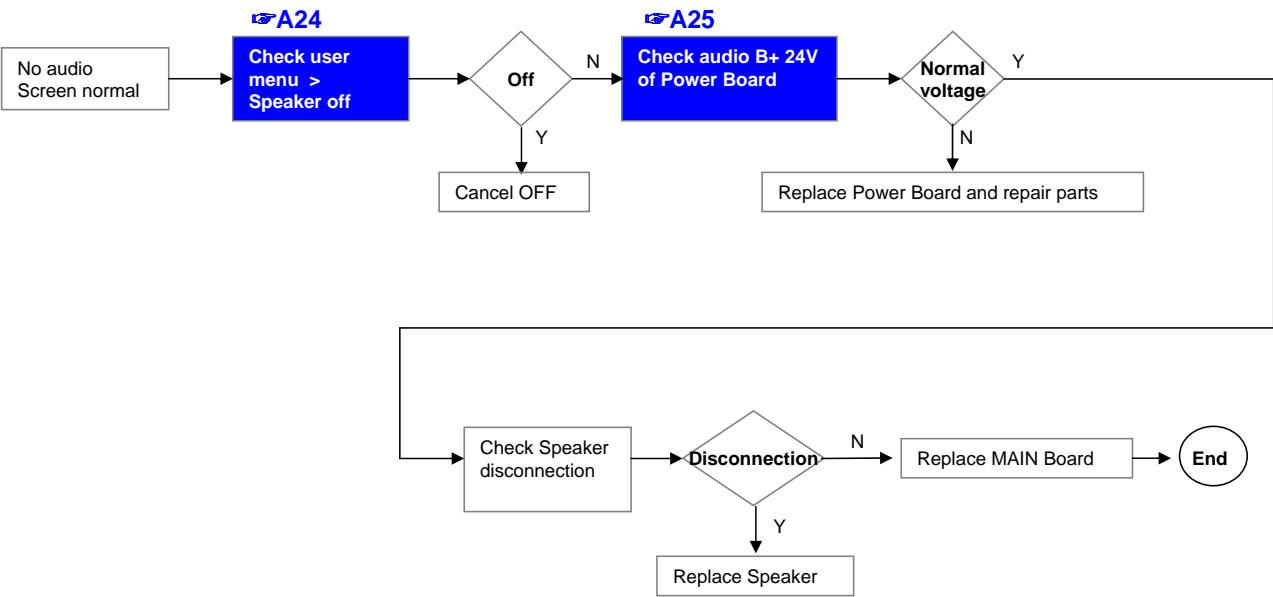 ☞A24
☞A25
No audio
Screen normal
Check user
menu >
Speaker off
Off
N
Y
Cancel OFF
Check audio B+ 24V
of Power Board
Normal
voltage
Y
N
Replace Power Board and repair parts
Check Speaker
disconnection
Disconnection
N
Y
Replace Speaker
Replace MAIN Board
End